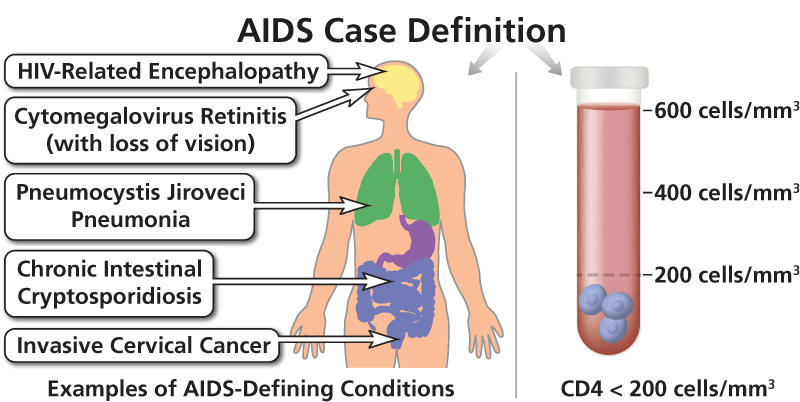 AIDS Case Definition
HIV-Related Encephalopathy
Cytomegalovirus Retinitis
(with loss of vision)
Pneumocystis Jiroveci
Pneumonia
Chronic Intestinal
Cryptosporidiosis
Invasive Cervical Cancer
Examples of AIDS-Defining Conditions
600 cells/mm³
400 cells/mm³
200 cells/mm³
CD4 < 200 cells/mm³